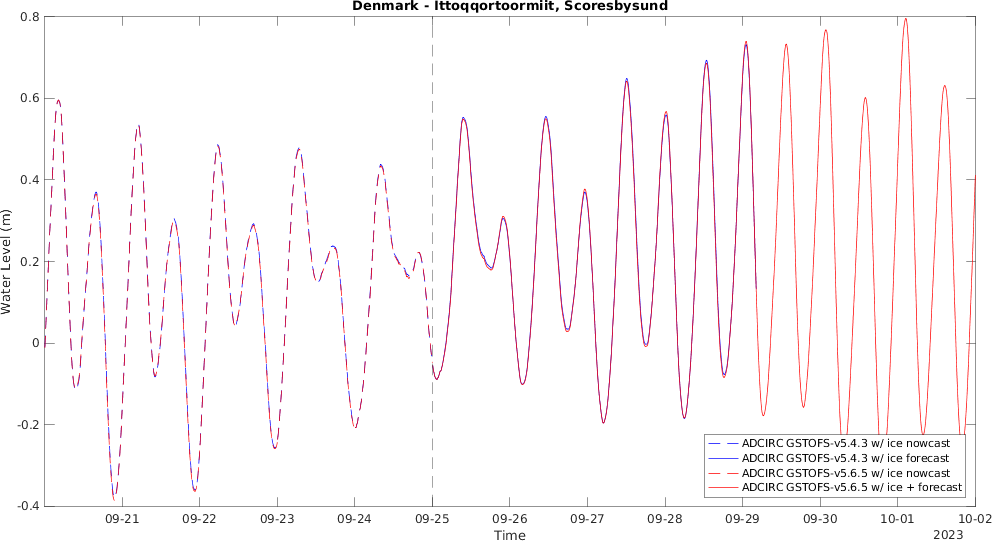 Denmark - Ittoqqortoormiit, Scoresbysund
0.8
0.6
0.4
0.2
0
-0.2
-0.4
Water Level (m)
ADCIRC GSTOFS-v5.4.3 w/ ice nowcast
ADCIRC GSTOFS-v5.4.3 w/ ice forecast
ADCIRC GSTOFS-v5.6.5 w/ ice nowcast
ADCIRC GSTOFS-v5.6.5 w/ ice + forecast
09-21 09-22 09-23 09-24 09-25 09-26 09-27 09-28 09-29 09-30 10-01 10-02
Time
2023